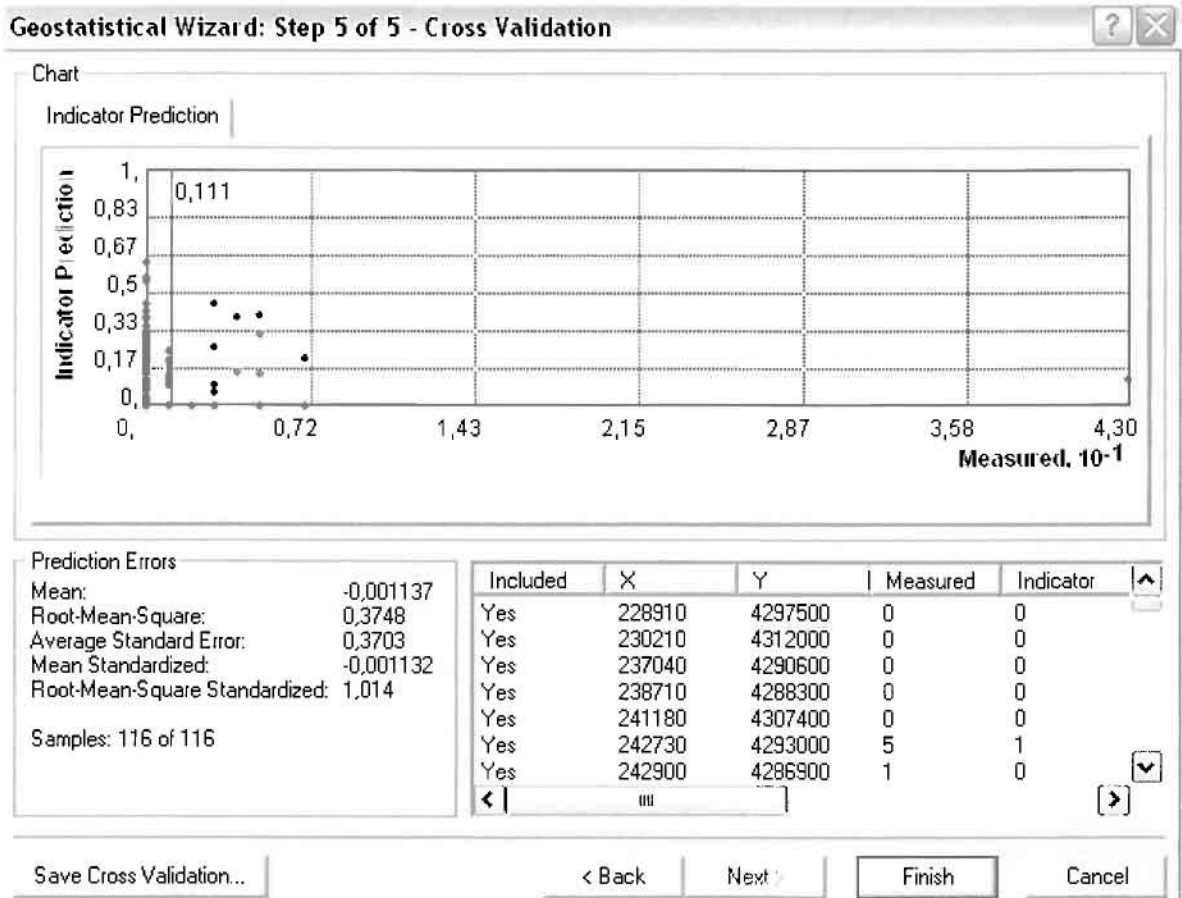 Geostatistical Wizard: Step 5 of 5 - Cross Validation
Chart
Indicator Prediction
Indicator Prediction
1,
0,83
0,67
0,5
0,33
0,17
0,
0,111
0, 0,72 1,43 2,15 2,87 3,58 4,30
Measured, 10-1
Prediction Errors
Mean: -0,001137
Root-Mean-Square: 0,3748
Average Standard Error: 0,3703
Mean Standardized: -0,001132
Root-Mean-Square Standardized: 1,014
Samples: 116 of 116
Included X Y Measured Indicator
Yes 228910 4297500 0 0
Yes 230210 4312000 0 0
Yes 237040 4290600 0 0
Yes 238710 4288300 0 0
Yes 241180 4307400 0 0
Yes 242730 4293000 5 1
Yes 242900 4286900 1 0
Save Cross Validation... < Back Next > Finish Cancel